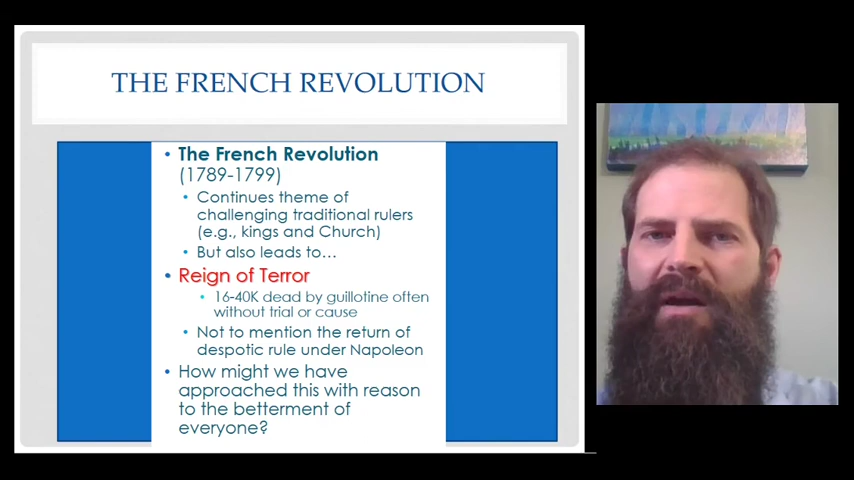 THE FRENCH REVOLUTION
• The French Revolution
(1789-1799)
• Continues theme of
challenging traditional rulers
(e.g., kings and Church)
• But also leads to…
• Reign of Terror
• 16-40K dead by guillotine often
without trial or cause
• Not to mention the return of
despotic rule under Napoleon
• How might we have
approached this with reason
to the betterment of
everyone?